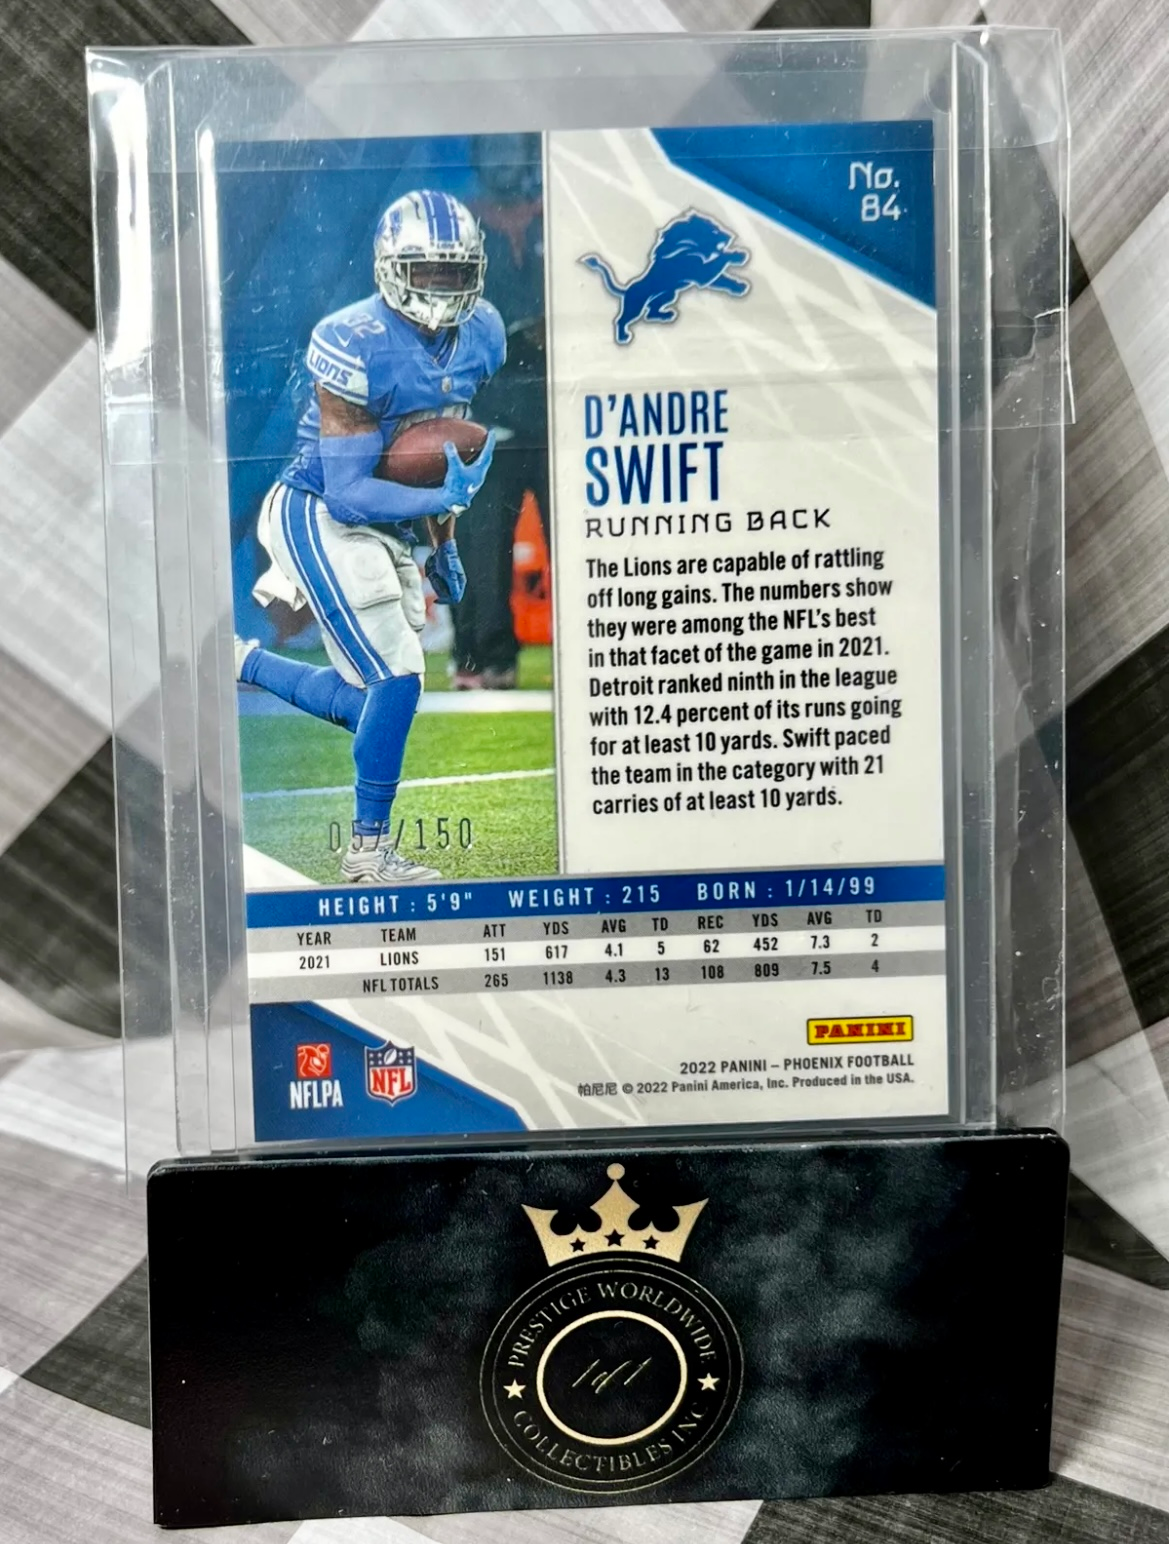 No.
84
32
LIONS
D'ANDRE
SWIFT
RUNNING BACK
The Lions are capable of rattling
off long gains. The numbers show
they were among the NFL's best
in that facet of the game in 2021.
Detroit ranked ninth in the league
with 12.4 percent of its runs going
for at least 10 yards. Swift paced
the team in the category with 21
carries of at least 10 yards.
HEIGHT : 5'9" WEIGHT : 215 BORN : 1/14/99
YEAR TEAM ATT YDS AVG TD REC YDS AVG TD
2021 LIONS 151 617 4.1 5 62 452 7.3 2
NFL TOTALS 265 1138 4.3 13 108 809 7.5 4
PANINI
NFLPA
NFL
2022 PANINI – PHOENIX FOOTBALL
帕尼尼 © 2022 Panini America, Inc. Produced in the USA.
PRESTIGE WORLDWIDE
1of1
COLLECTIBLES INC